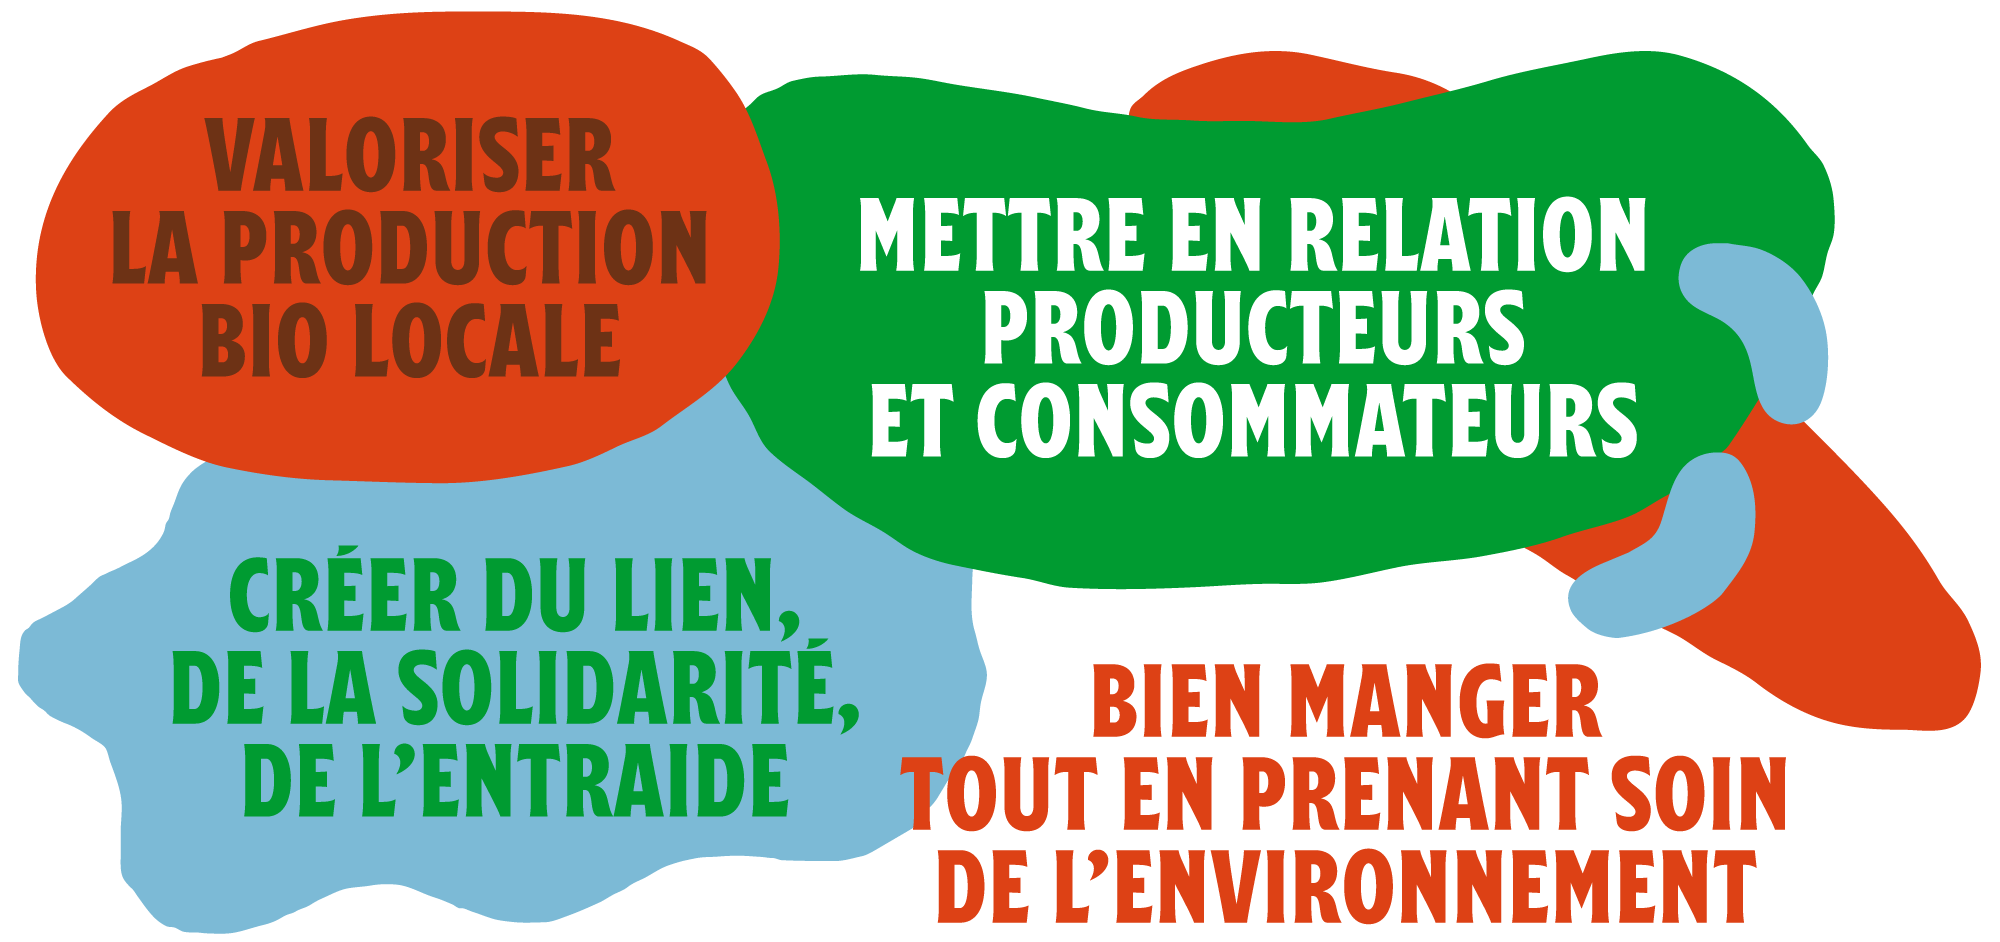 VALORISER
LA PRODUCTION
BIO LOCALE
METTRE EN RELATION
PRODUCTEURS
ET CONSOMMATEURS
CRÉER DU LIEN,
DE LA SOLIDARITÉ,
DE L’ENTRAIDE
BIEN MANGER
TOUT EN PRENANT SOIN
DE L’ENVIRONNEMENT